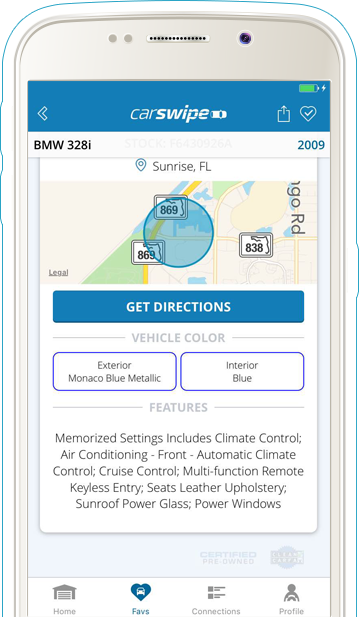 carswipe
BMW 328i
STOCK: F6430926A
2009
Sunrise, FL
869
ngo Rd
838
869
Legal
GET DIRECTIONS
VEHICLE COLOR
Exterior
Monaco Blue Metallic
Interior
Blue
FEATURES
Memorized Settings Includes Climate Control;
Air Conditioning - Front - Automatic Climate
Control; Cruise Control; Multi-function Remote
Keyless Entry; Seats Leather Upholstery;
Sunroof Power Glass; Power Windows
CERTIFIED
PRE-OWNED
Home
Favs
Connections
Profile